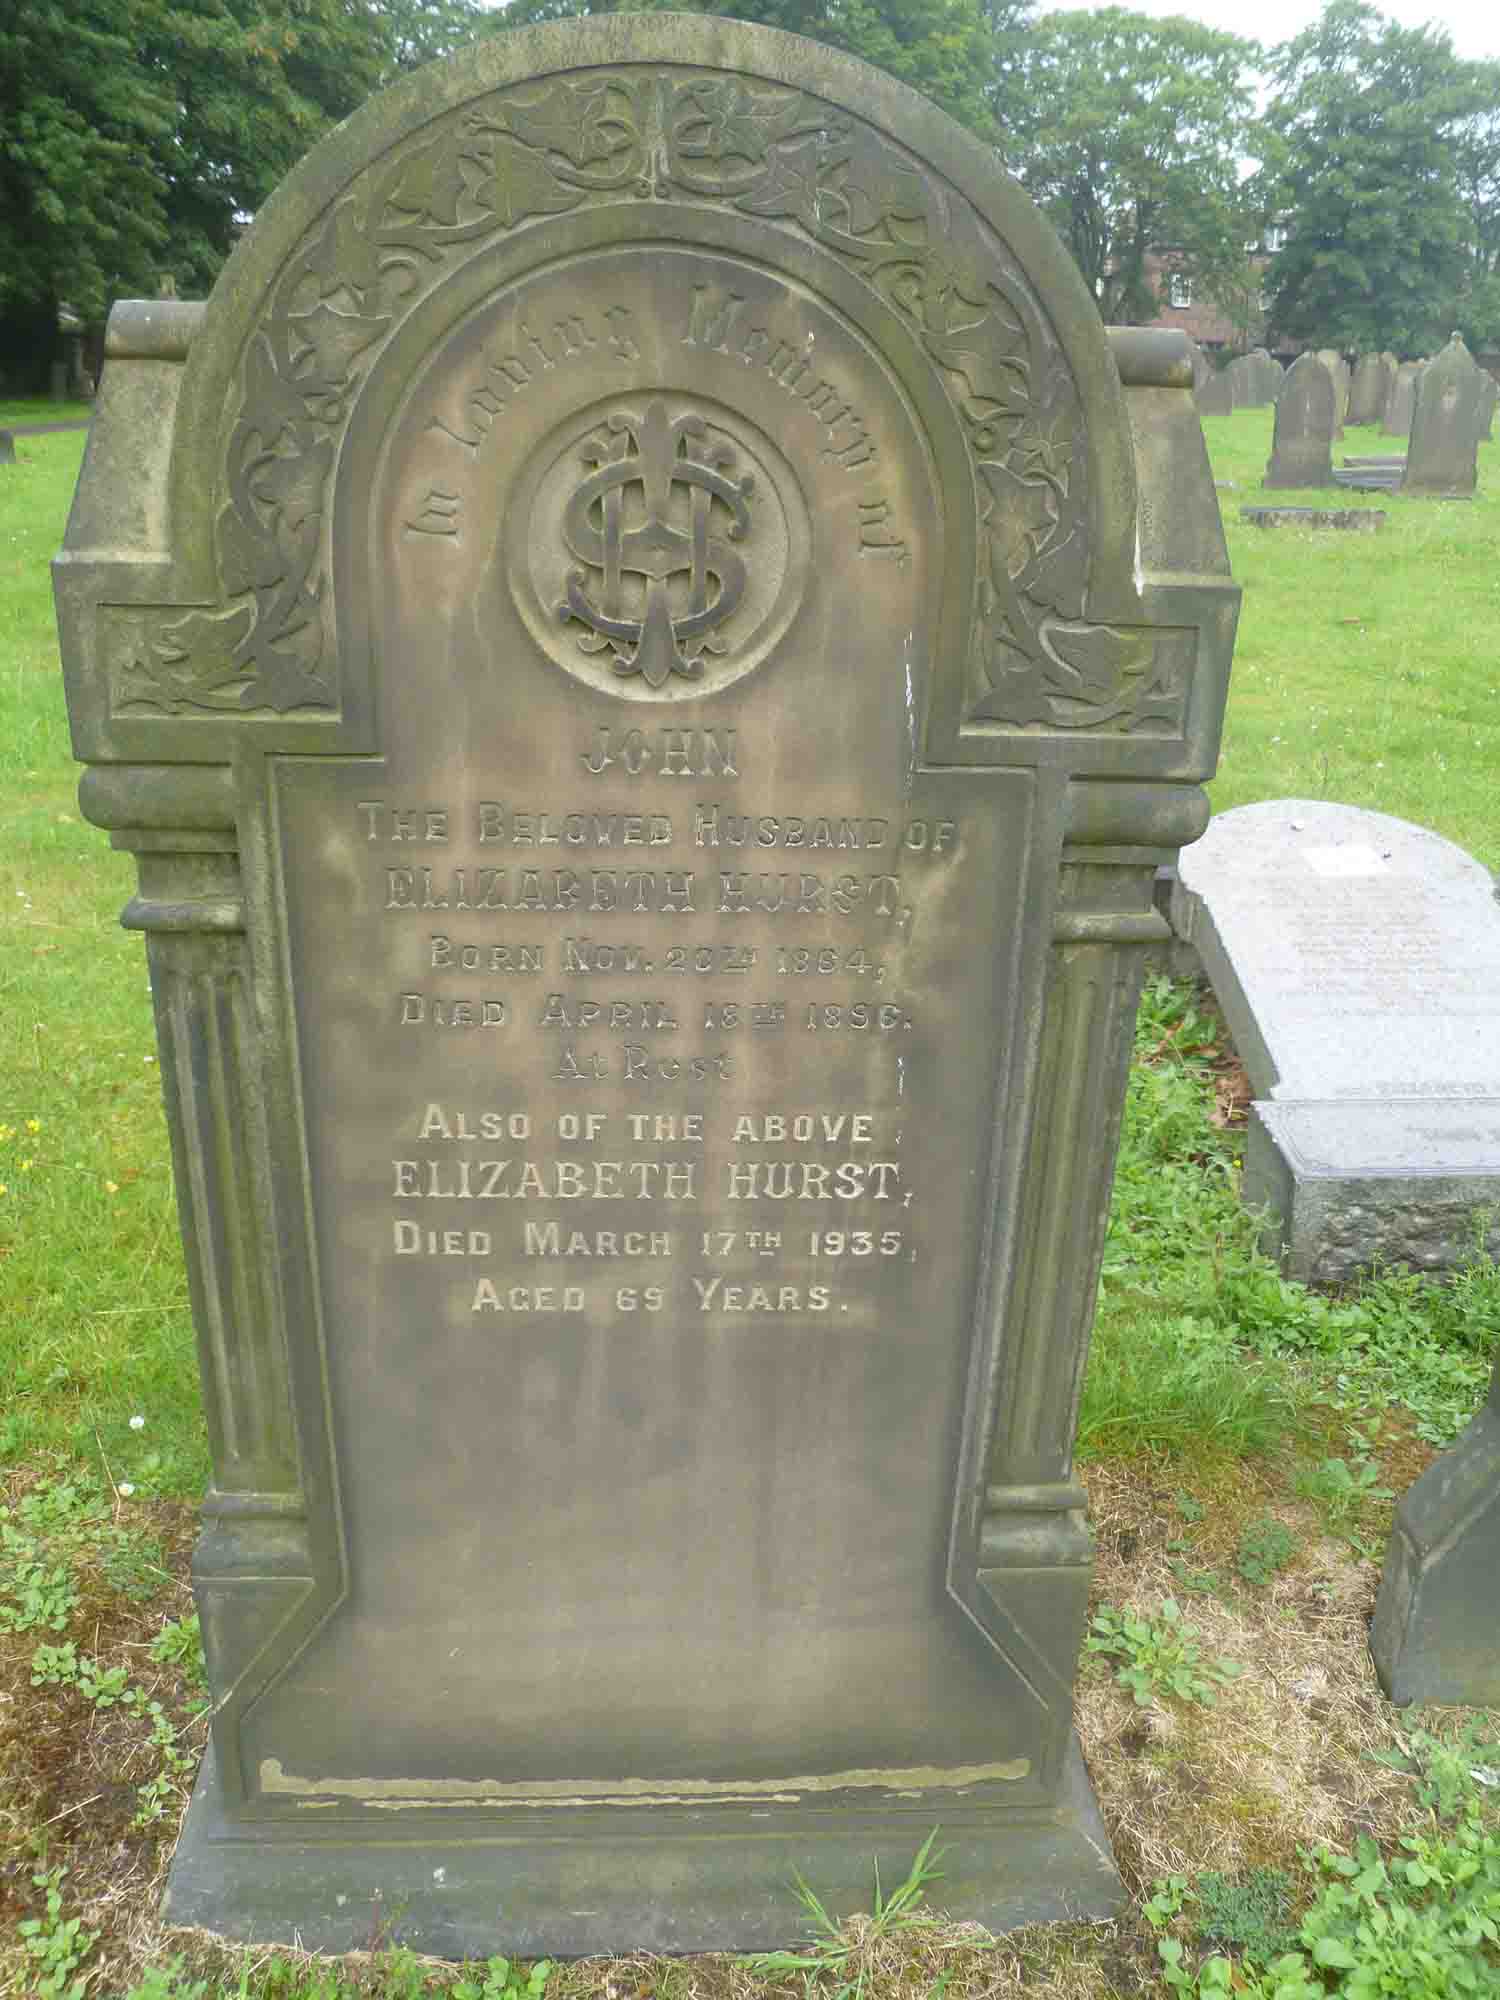 In Loving Memory of
IHS
JOHN
THE BELOVED HUSBAND OF
ELIZABETH HURST,
BORN NOV. 20TH 1864,
DIED APRIL 18TH 1896.
At Rest
ALSO OF THE ABOVE
ELIZABETH HURST,
DIED MARCH 17TH 1935,
AGED 69 YEARS.